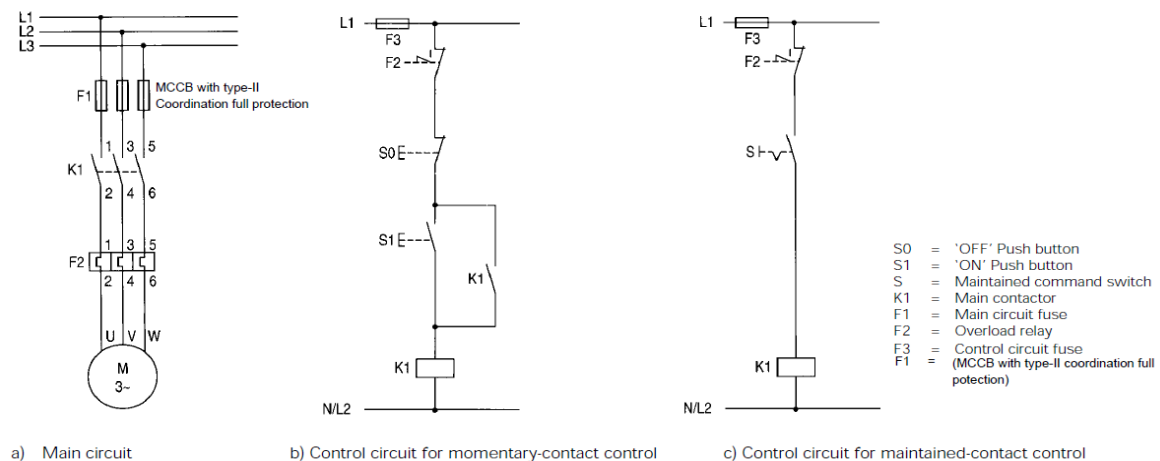 L1
L2
L3
F1
MCCB with type-II
Coordination full protection
1 3 5
K1
2 4 6
1 3 5
F2
2 4 6
U V W
M
3~
a) Main circuit
L1
F3
F2
S0
S1
K1
K1
N/L2
b) Control circuit for momentary-contact control
L1
F3
F2
S
K1
N/L2
c) Control circuit for maintained-contact control
S0 = 'OFF' Push button
S1 = 'ON' Push button
S = Maintained command switch
K1 = Main contactor
F1 = Main circuit fuse
F2 = Overload relay
F3 = Control circuit fuse
F1 = (MCCB with type-II coordination full
potection)